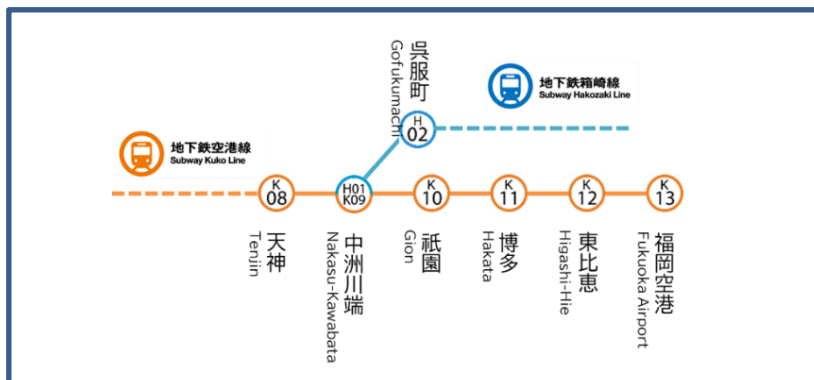 呉服町
Gofukumachi
地下鉄箱崎線
Subway Hakozaki Line
H
02
地下鉄空港線
Subway Kuko Line
K
08
H01
K09
K
10
K
11
K
12
K
13
天神
Tenjin
中洲川端
Nakasu-Kawabata
祇園
Gion
博多
Hakata
東比恵
Higashi-Hie
福岡空港
Fukuoka Airport